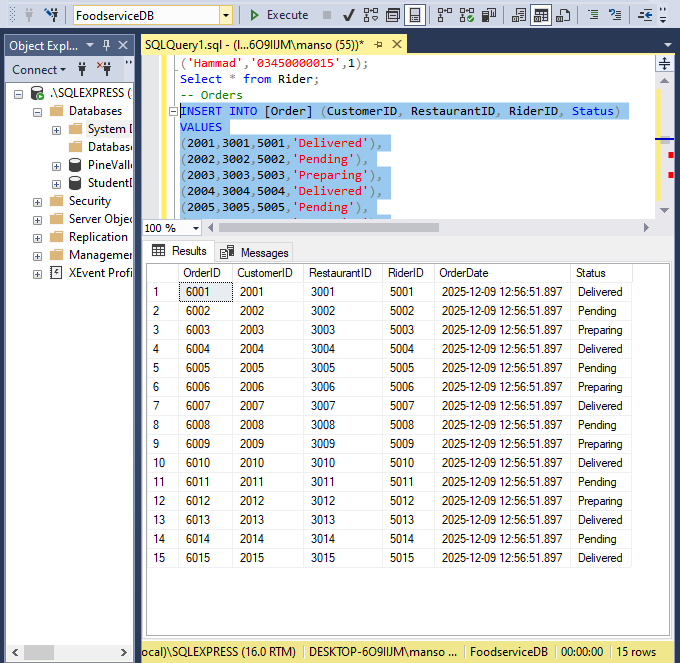 FoodserviceDB Execute
Object Expl...
SQLQuery1.sql - (l...6O9IIJM\manso (55))*
Connect
.\SQLEXPRESS (
Databases
System D
Databas
PineValle
StudentD
Security
Server Objec
Replication
Managemer
XEvent Profi
('Hammad','03450000015',1);
Select * from Rider;
-- Orders
INSERT INTO [Order] (CustomerID, RestaurantID, RiderID, Status)
VALUES
(2001,3001,5001,'Delivered'),
(2002,3002,5002,'Pending'),
(2003,3003,5003,'Preparing'),
(2004,3004,5004,'Delivered'),
(2005,3005,5005,'Pending'),
100 %
Results Messages
OrderID CustomerID RestaurantID RiderID OrderDate Status
1 6001 2001 3001 5001 2025-12-09 12:56:51.897 Delivered
2 6002 2002 3002 5002 2025-12-09 12:56:51.897 Pending
3 6003 2003 3003 5003 2025-12-09 12:56:51.897 Preparing
4 6004 2004 3004 5004 2025-12-09 12:56:51.897 Delivered
5 6005 2005 3005 5005 2025-12-09 12:56:51.897 Pending
6 6006 2006 3006 5006 2025-12-09 12:56:51.897 Preparing
7 6007 2007 3007 5007 2025-12-09 12:56:51.897 Delivered
8 6008 2008 3008 5008 2025-12-09 12:56:51.897 Pending
9 6009 2009 3009 5009 2025-12-09 12:56:51.897 Preparing
10 6010 2010 3010 5010 2025-12-09 12:56:51.897 Delivered
11 6011 2011 3011 5011 2025-12-09 12:56:51.897 Pending
12 6012 2012 3012 5012 2025-12-09 12:56:51.897 Preparing
13 6013 2013 3013 5013 2025-12-09 12:56:51.897 Delivered
14 6014 2014 3014 5014 2025-12-09 12:56:51.897 Pending
15 6015 2015 3015 5015 2025-12-09 12:56:51.897 Delivered
ocal)\SQLEXPRESS (16.0 RTM) DESKTOP-6O9IIJM\manso ... FoodserviceDB 00:00:00 15 rows